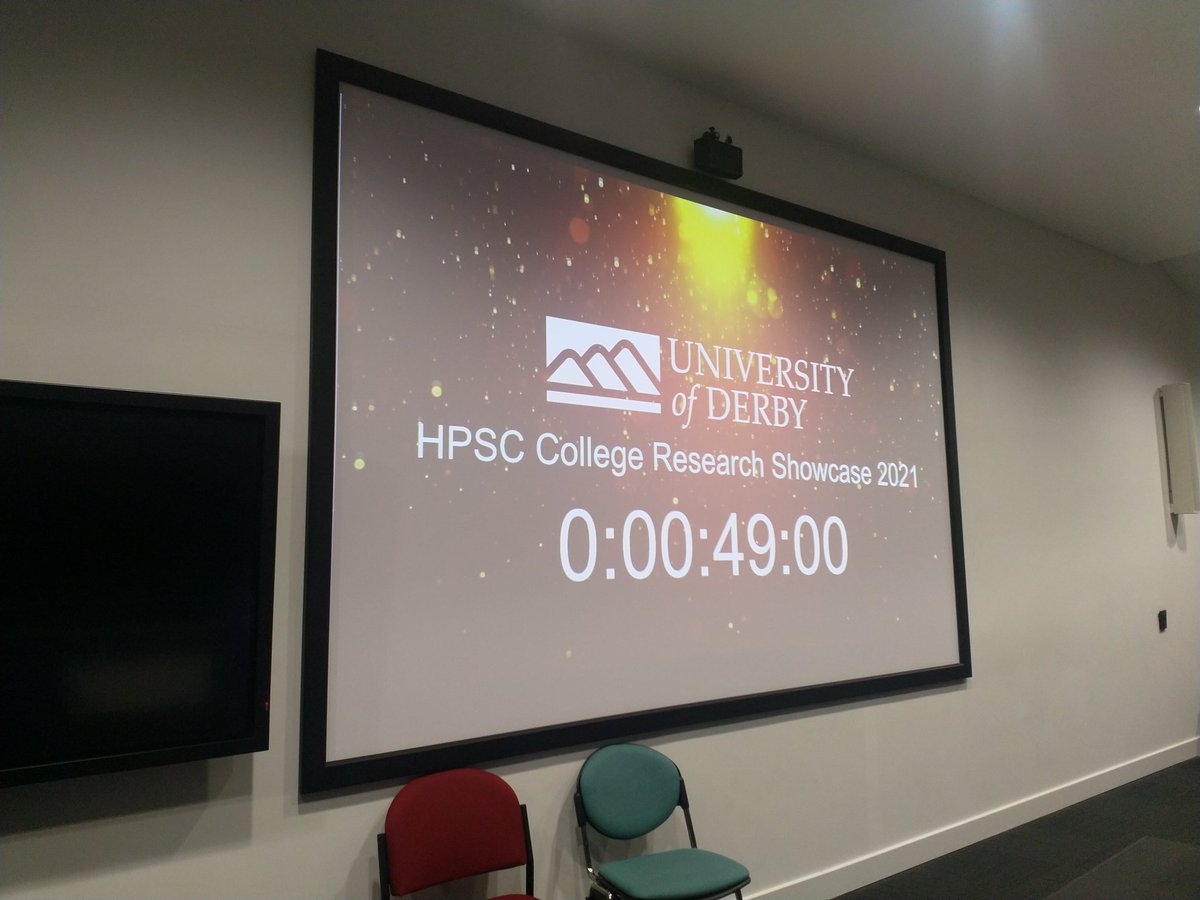 UNIVERSITY
of DERBY
HPSC College Research Showcase 2021
0:00:49:00